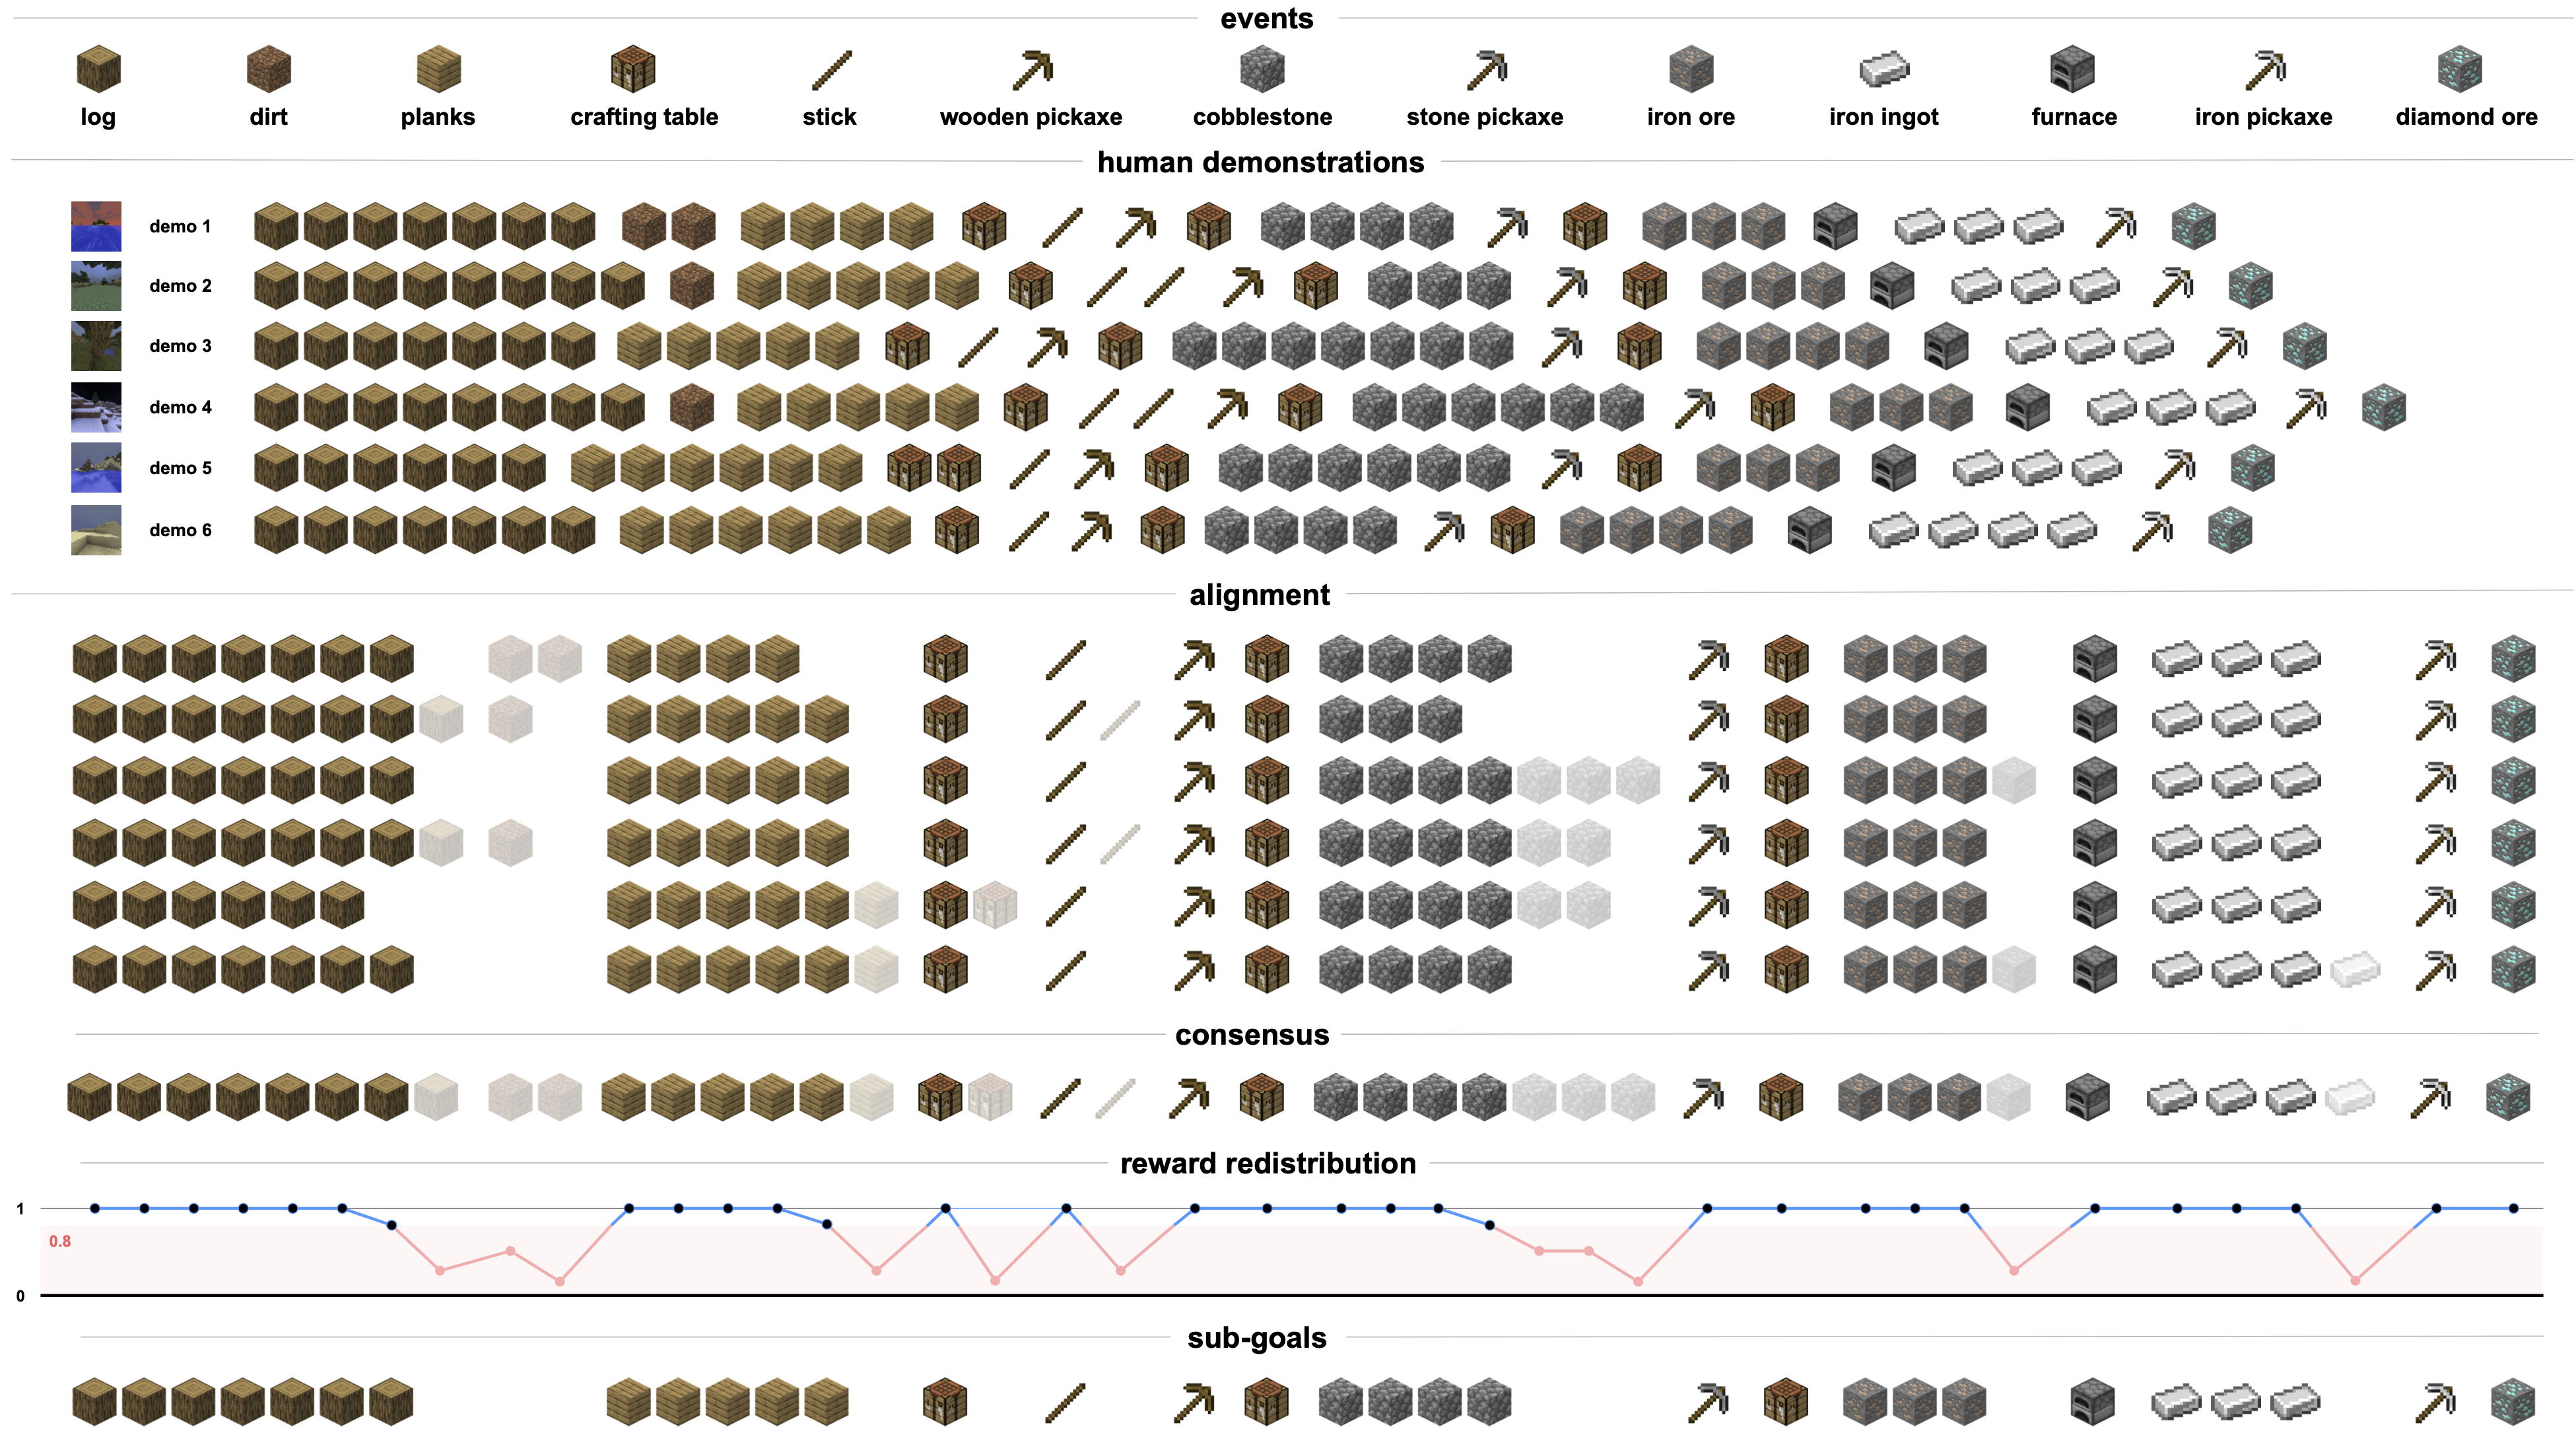 events
log dirt planks crafting table stick wooden pickaxe cobblestone stone pickaxe iron ore iron ingot furnace iron pickaxe diamond ore
human demonstrations
demo 1
demo 2
demo 3
demo 4
demo 5
demo 6
alignment
consensus
reward redistribution
1
0.8
0
sub-goals